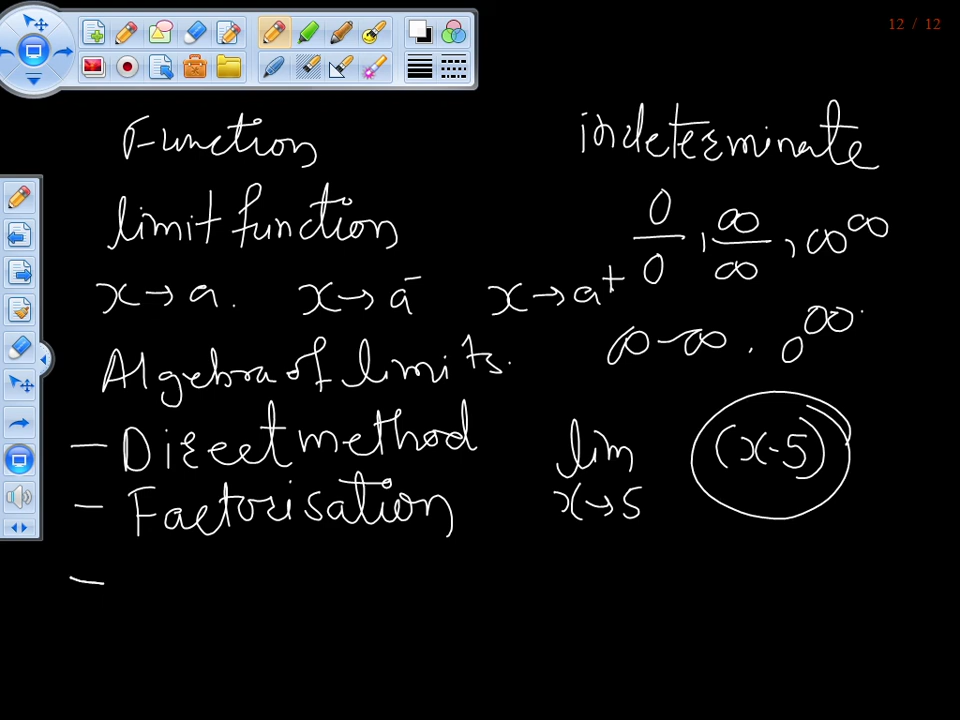 12 / 12
Function
limit function
x → a. x → a⁻ x → a⁺
Algebra of limits.
– Direct method
– Factorisation
–
indeterminate
0/0, ∞/∞, ∞^∞
∞ - ∞. 0^∞.
lim x→5 (x-5)